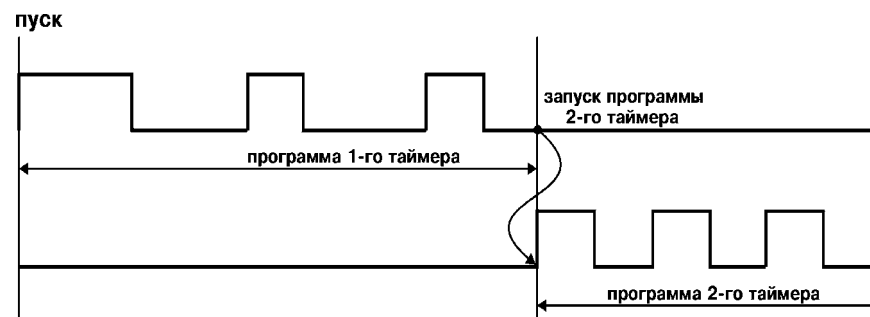 пуск
запуск программы
2-го таймера
программа 1-го таймера
программа 2-го таймера